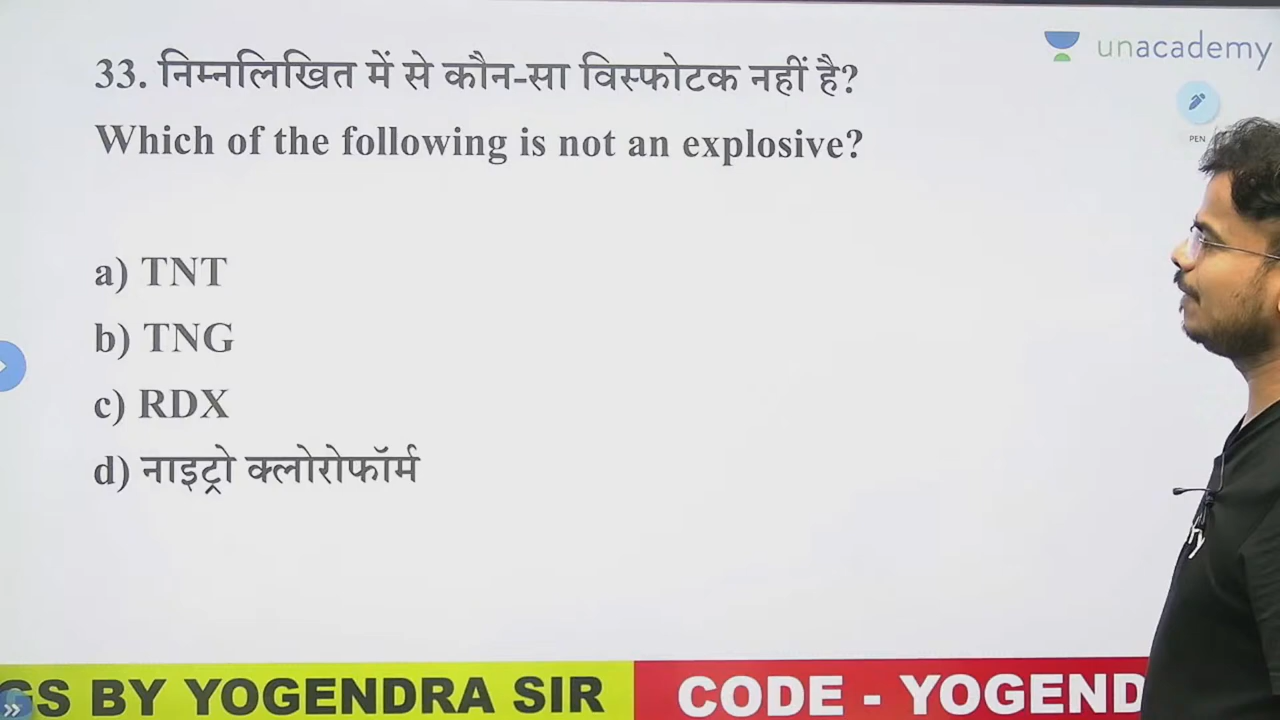 unacademy
33. निम्नलिखित में से कौन-सा विस्फोटक नहीं है?
PEN
Which of the following is not an explosive?
a) TNT
b) TNG
c) RDX
d) नाइट्रो क्लोरोफॉर्म
GS BY YOGENDRA SIR
CODE - YOGEND